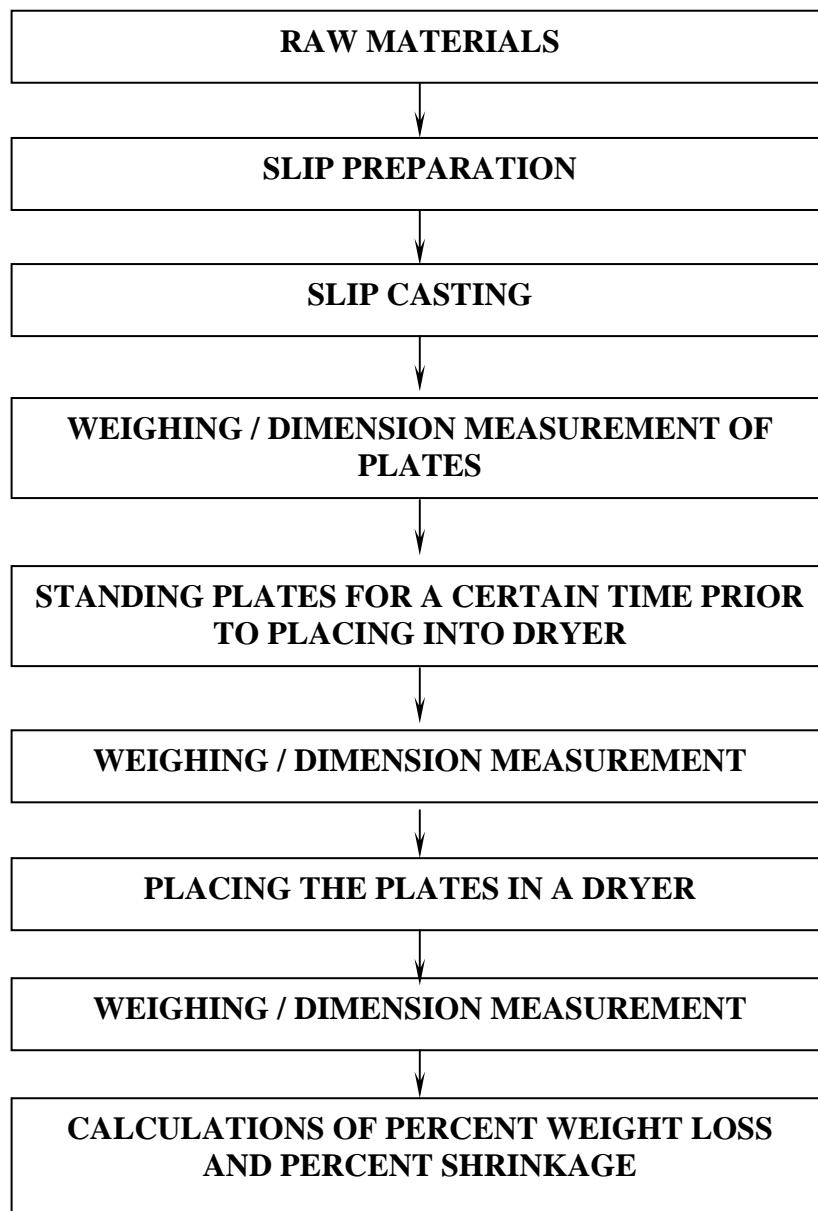 RAW MATERIALS
SLIP PREPARATION
SLIP CASTING
WEIGHING / DIMENSION MEASUREMENT OF
PLATES
STANDING PLATES FOR A CERTAIN TIME PRIOR
TO PLACING INTO DRYER
WEIGHING / DIMENSION MEASUREMENT
PLACING THE PLATES IN A DRYER
WEIGHING / DIMENSION MEASUREMENT
CALCULATIONS OF PERCENT WEIGHT LOSS
AND PERCENT SHRINKAGE